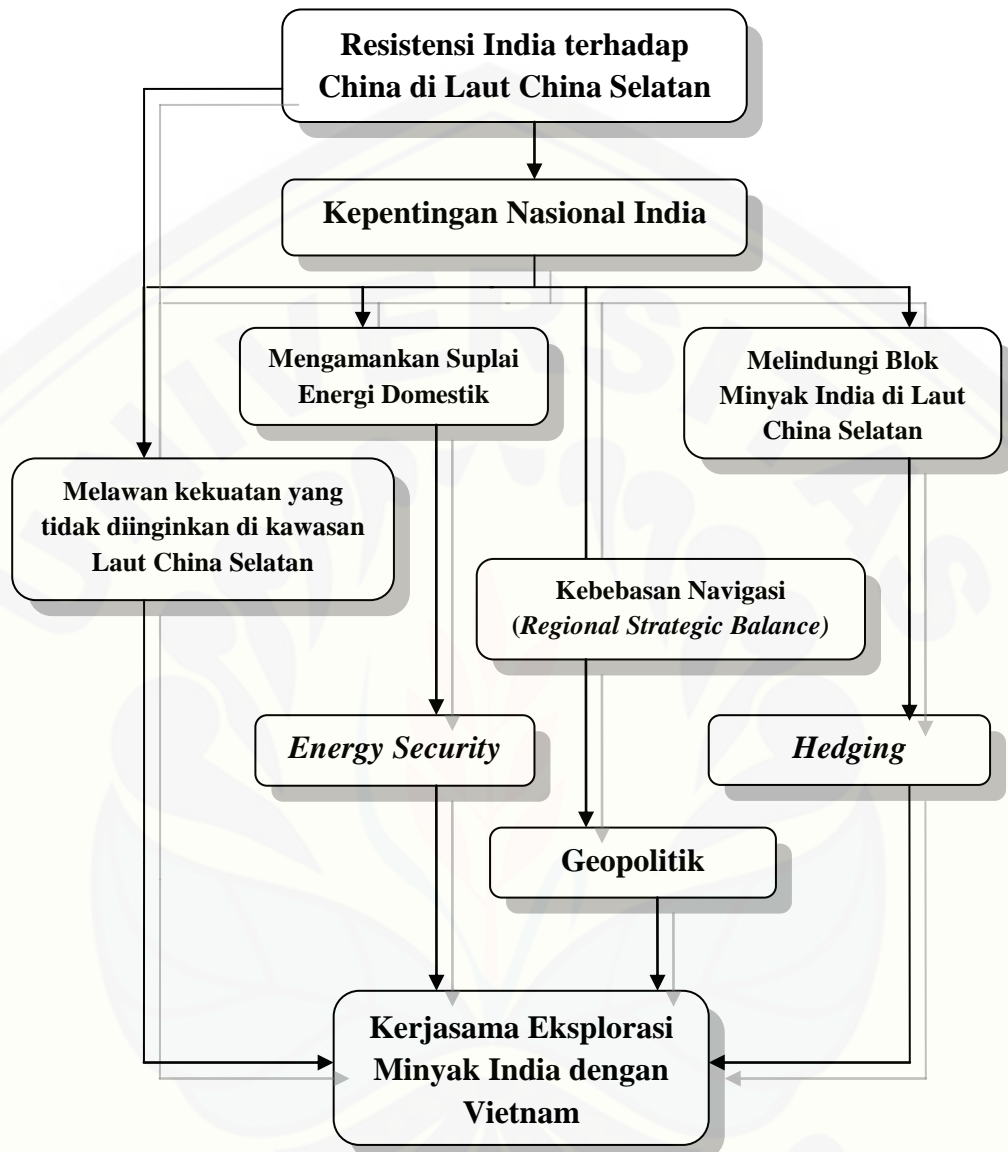 Resistensi India terhadap
China di Laut China Selatan
Kepentingan Nasional India
Mengamankan Suplai
Energi Domestik
Melindungi Blok
Minyak India di Laut
China Selatan
Melawan kekuatan yang
tidak diinginkan di kawasan
Laut China Selatan
Kebebasan Navigasi
(Regional Strategic Balance)
Energy Security
Hedging
Geopolitik
Kerjasama Eksplorasi
Minyak India dengan
Vietnam
UNIVERSITAS